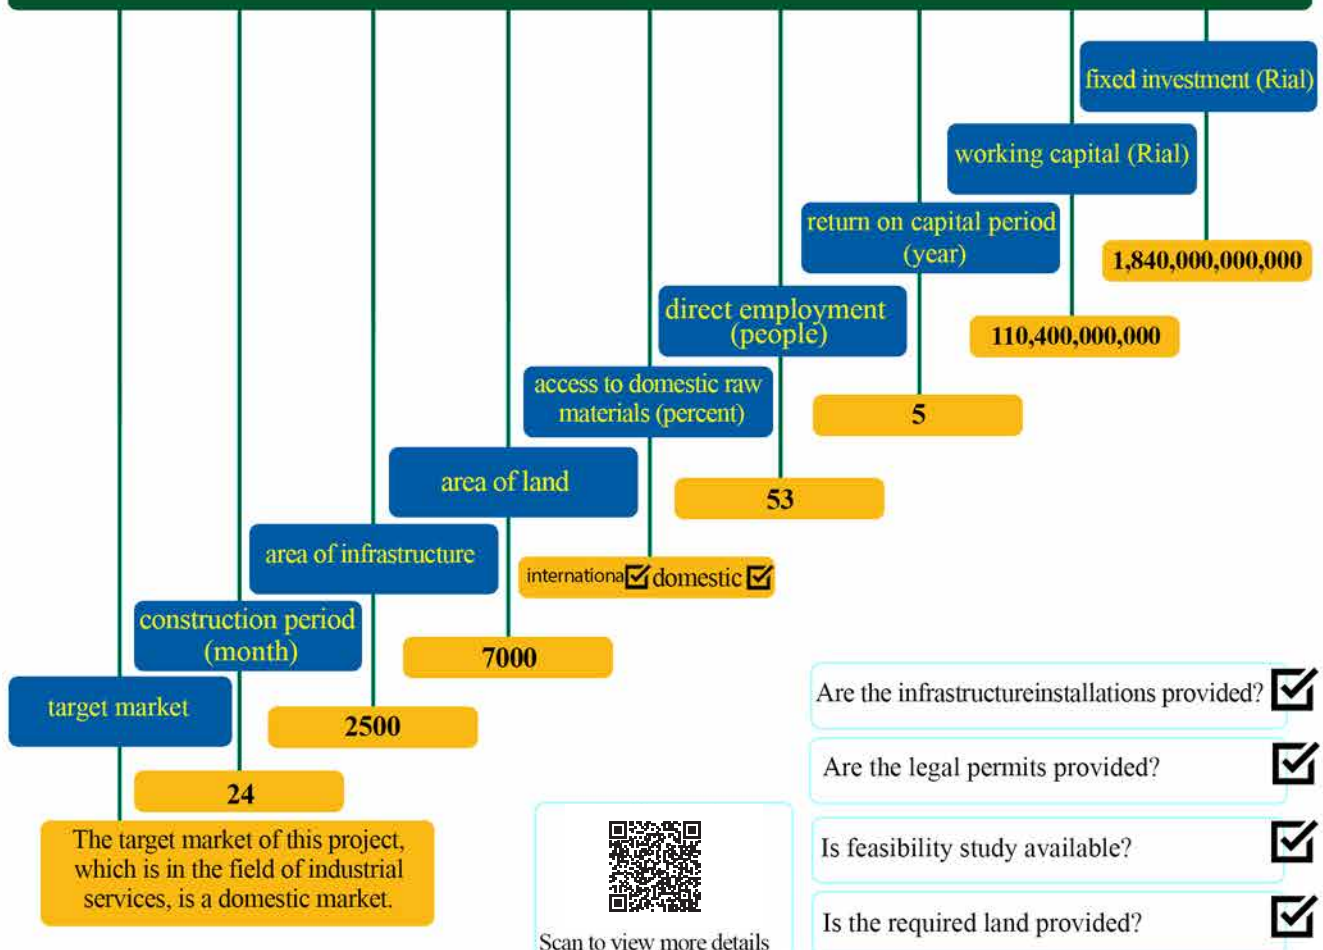 fixed investment (Rial)
1,840,000,000,000
working capital (Rial)
110,400,000,000
return on capital period
(year)
5
direct employment
(people)
53
access to domestic raw
materials (percent)
internationa domestic
area of land
7000
area of infrastructure
2500
construction period
(month)
24
target market
The target market of this project,
which is in the field of industrial
services, is a domestic market.
Are the infrastructureinstallations provided?
Are the legal permits provided?
Is feasibility study available?
Is the required land provided?
Scan to view more details